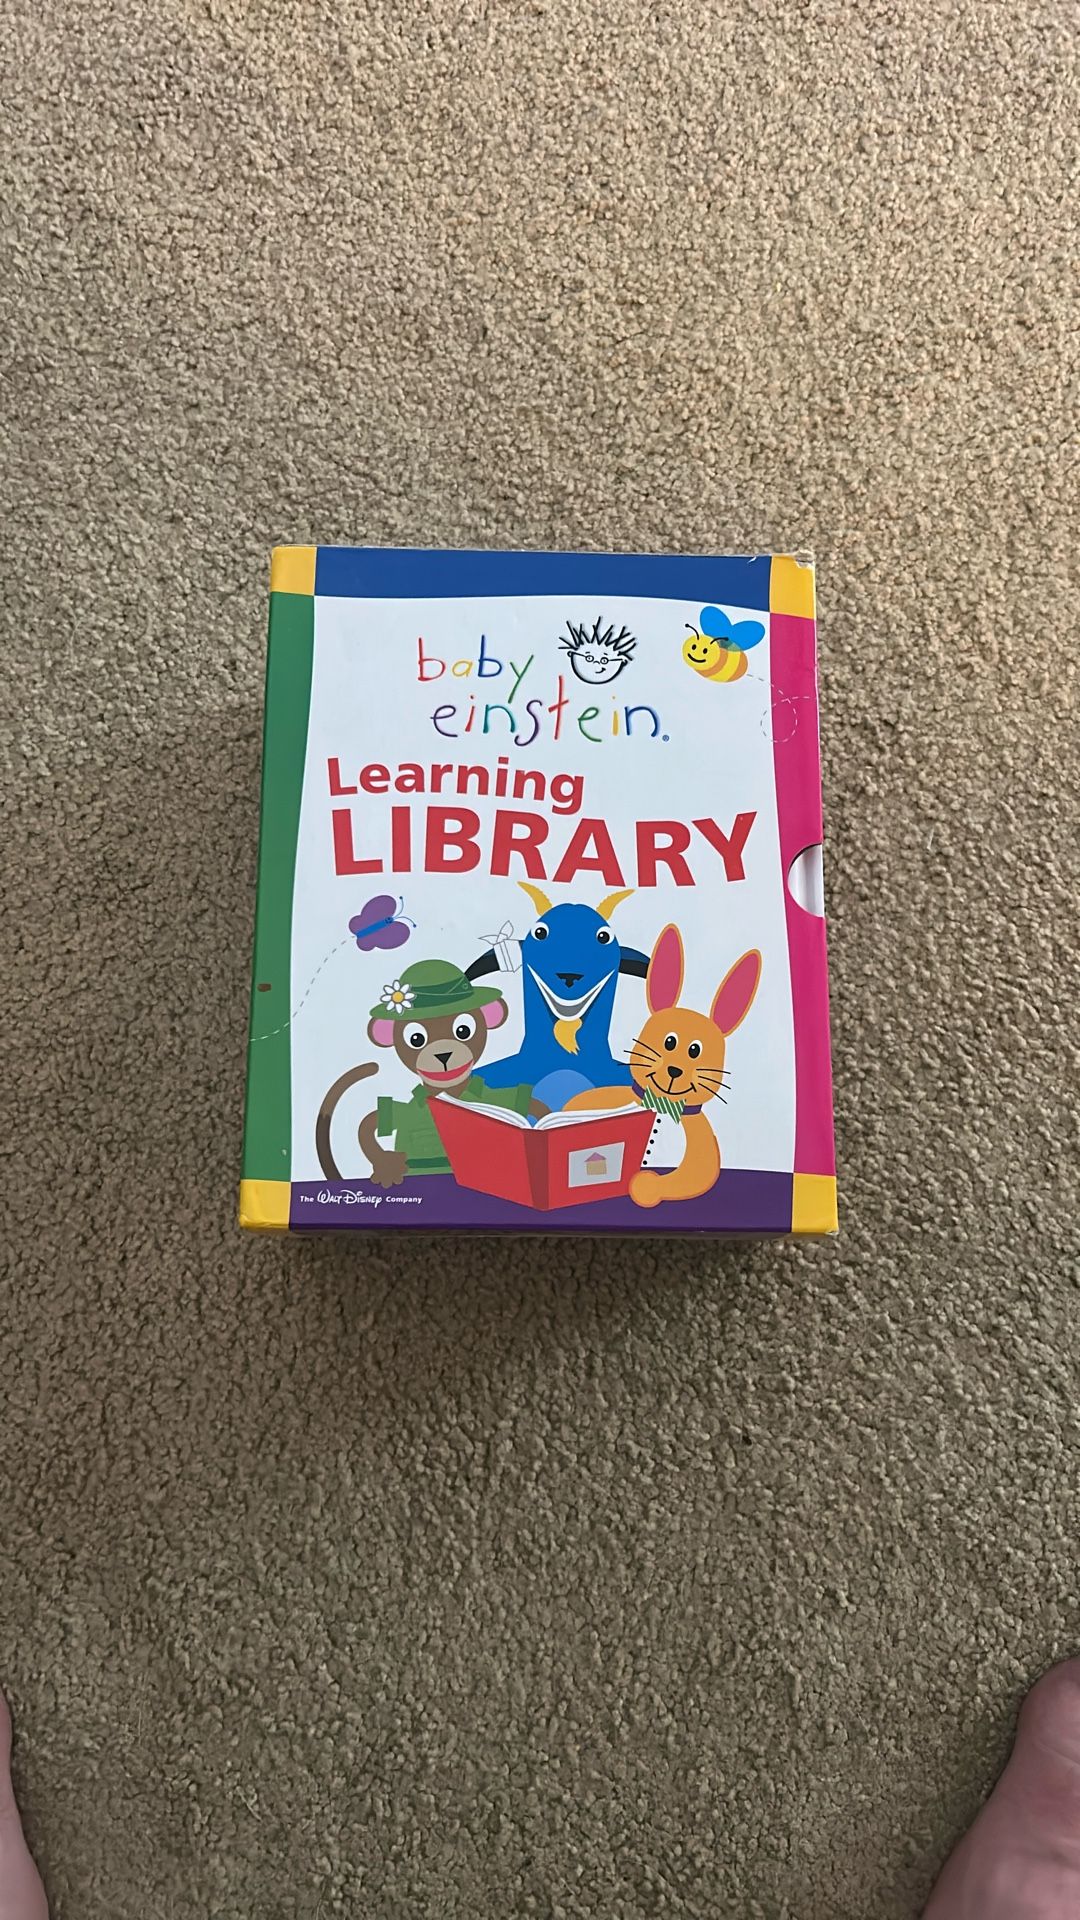 baby
einstein®
Learning
LIBRARY
The WALT DISNEY Company